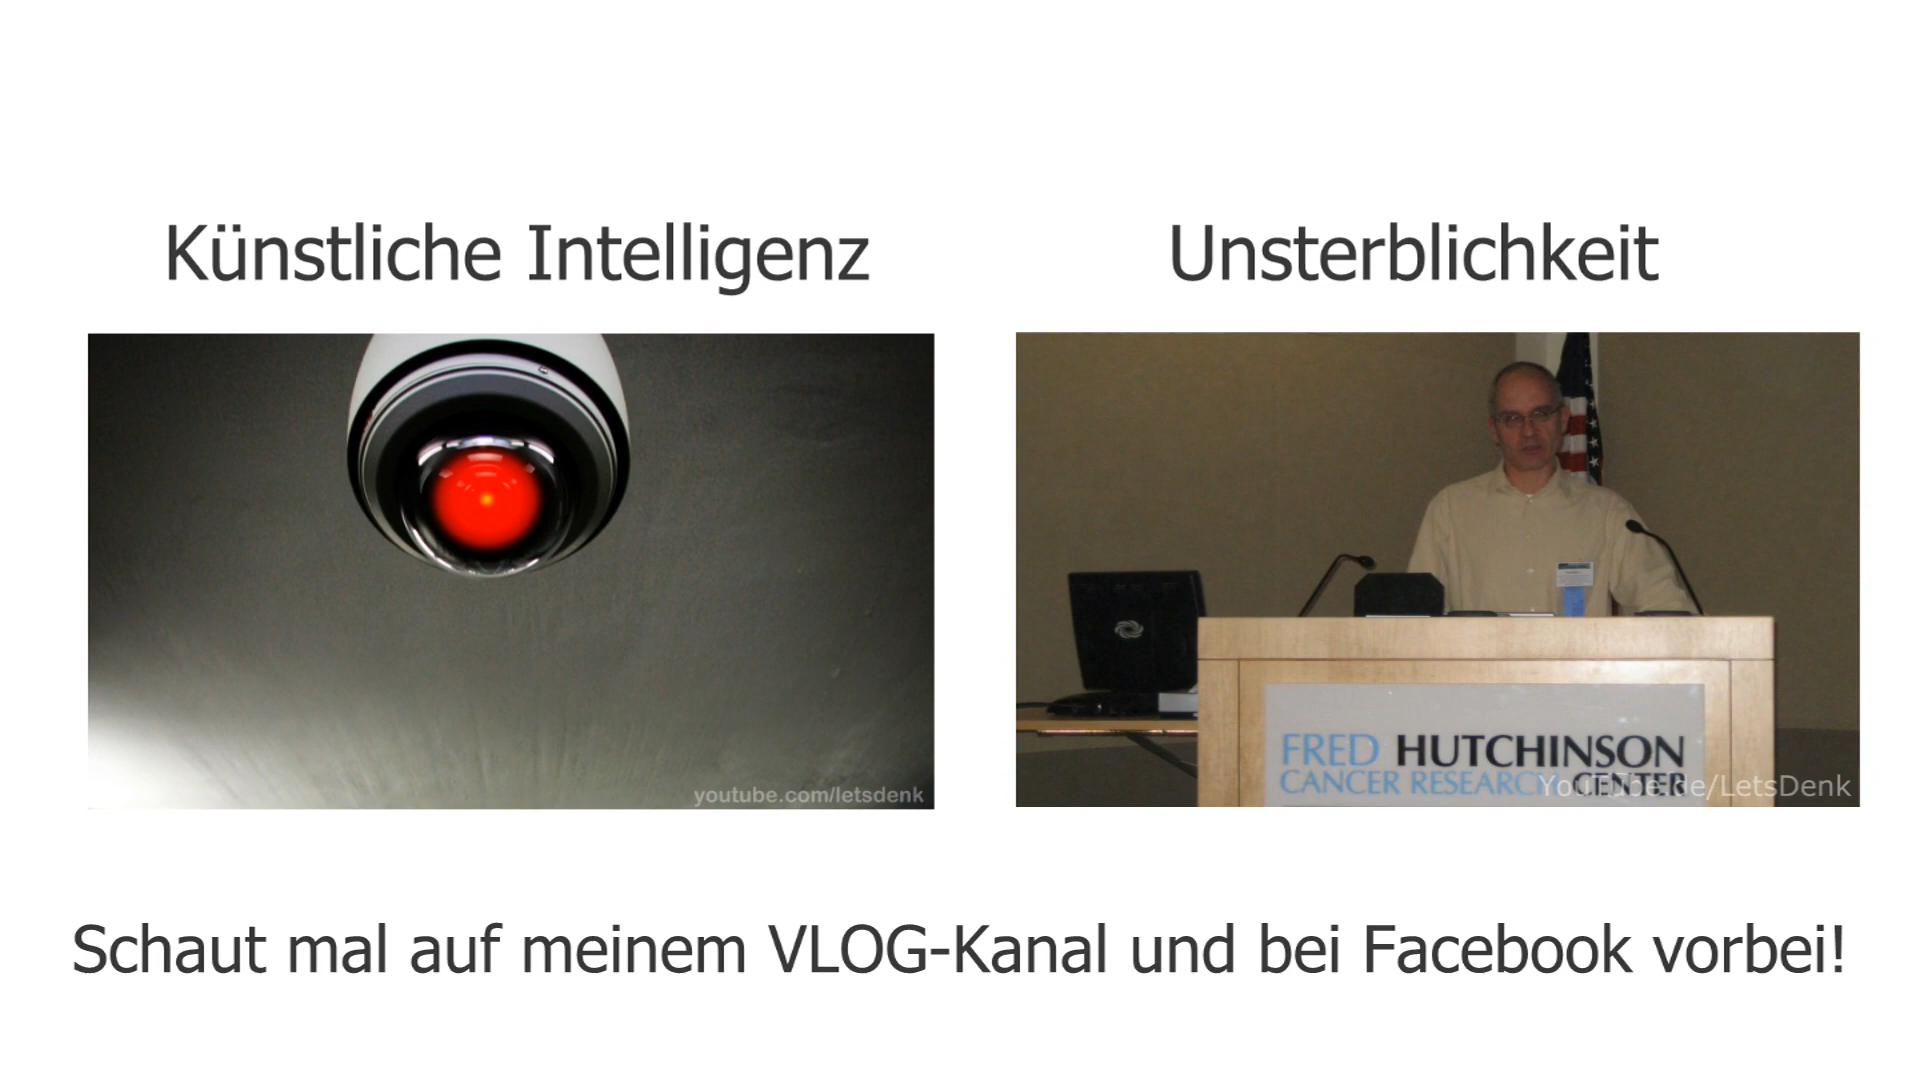 Künstliche Intelligenz
Unsterblichkeit
youtube.com/letsdenk
FRED HUTCHINSON
CANCER RESEARCH CENTER
YouTube.de/LetsDenk
Schaut mal auf meinem VLOG-Kanal und bei Facebook vorbei!